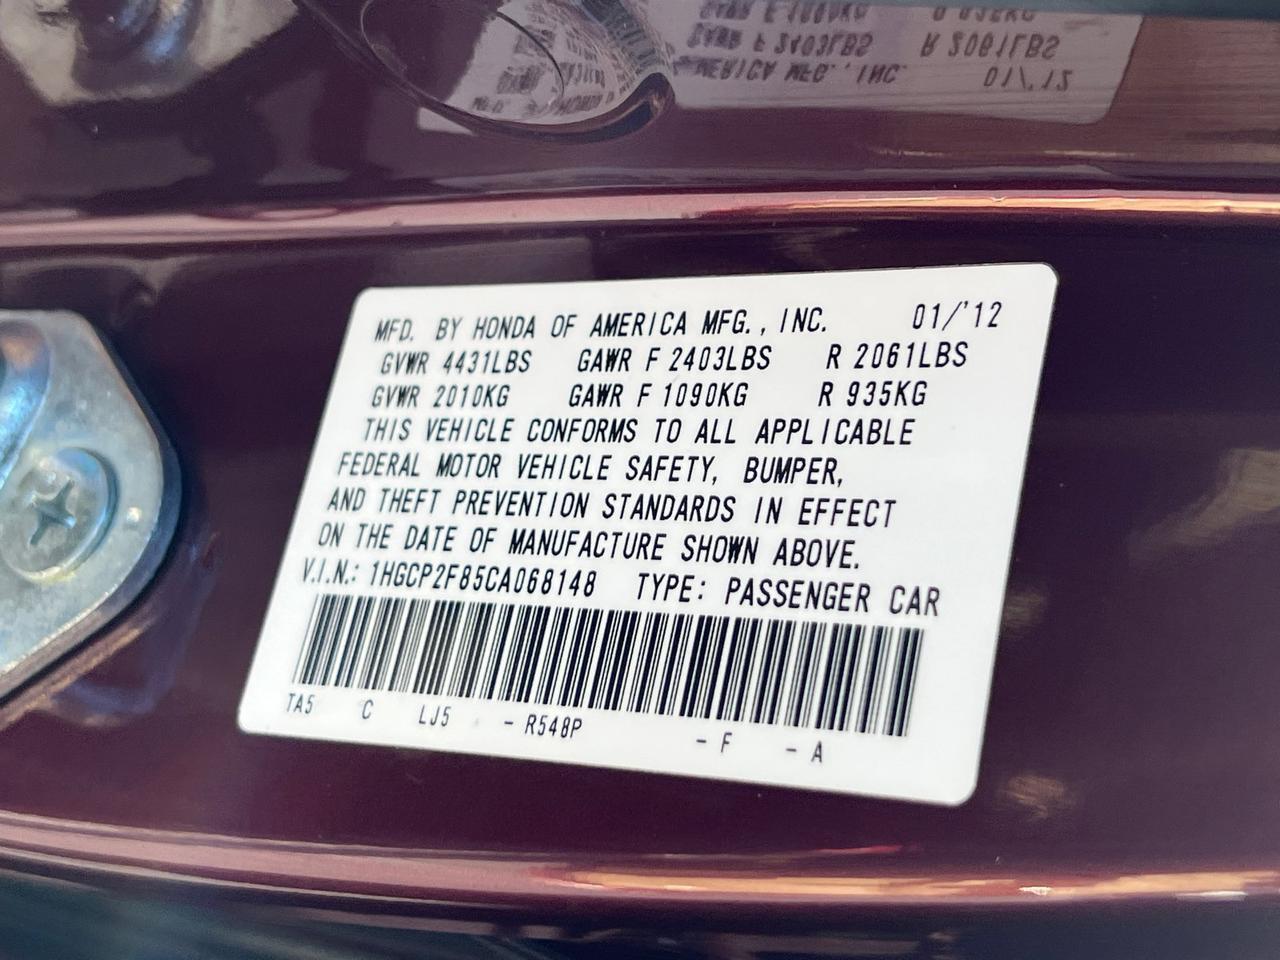 MFD. BY HONDA OF AMERICA MFG., INC. 01/'12
GVWR 4431LBS GAWR F 2403LBS R 2061LBS
GVWR 2010KG GAWR F 1090KG R 935KG
THIS VEHICLE CONFORMS TO ALL APPLICABLE
FEDERAL MOTOR VEHICLE SAFETY, BUMPER,
AND THEFT PREVENTION STANDARDS IN EFFECT
ON THE DATE OF MANUFACTURE SHOWN ABOVE.
V.I.N.: 1HGCP2F85CA068148 TYPE: PASSENGER CAR
TA5 C LJ5 - R548P - F - A